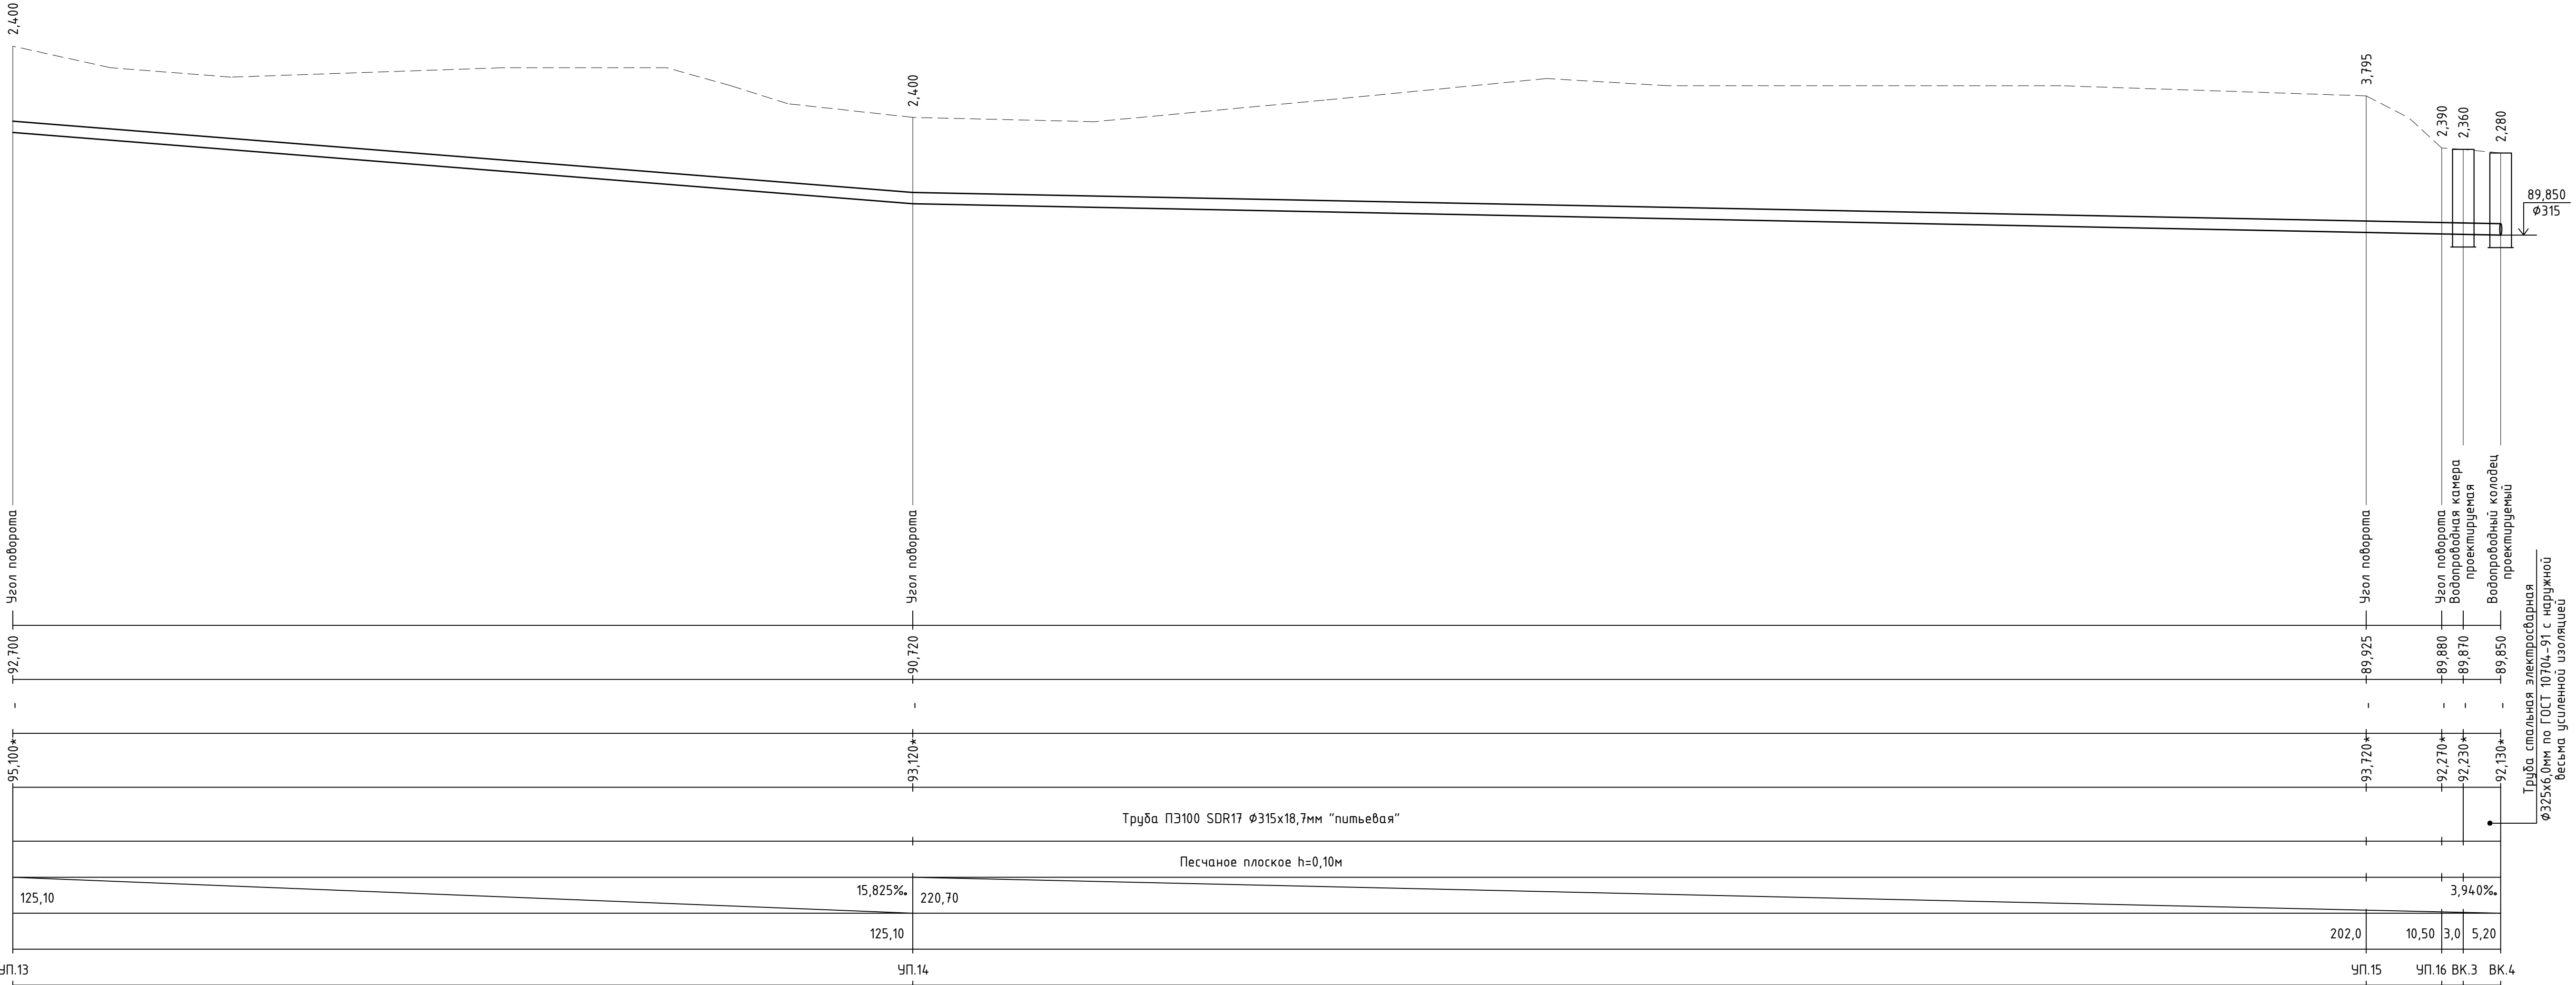 2,400
2,400
3,795
2,390
2,360
2,280
89,850
Ф315
Угол поворота
Угол поворота
Угол поворота
Угол поворота
Водопроводная камера
проектируемая
Водопроводный колодец
проектируемый
Труба стальная электросварная
Ф325х6,0мм по ГОСТ 10704-91 с наружной
весьма усиленной изоляцией
92,700
90,720
89,925
89,880
89,870
89,850
-
-
-
-
-
-
95,100*
93,120*
93,720*
92,270*
92,230*
92,130*
Труба ПЭ100 SDR17 Ф315х18,7мм "питьевая"
Песчаное плоское h=0,10м
125,10
15,825‰
220,70
3,940‰
125,10
202,0
10,50
3,0
5,20
УП.13
УП.14
УП.15
УП.16
ВК.3
ВК.4